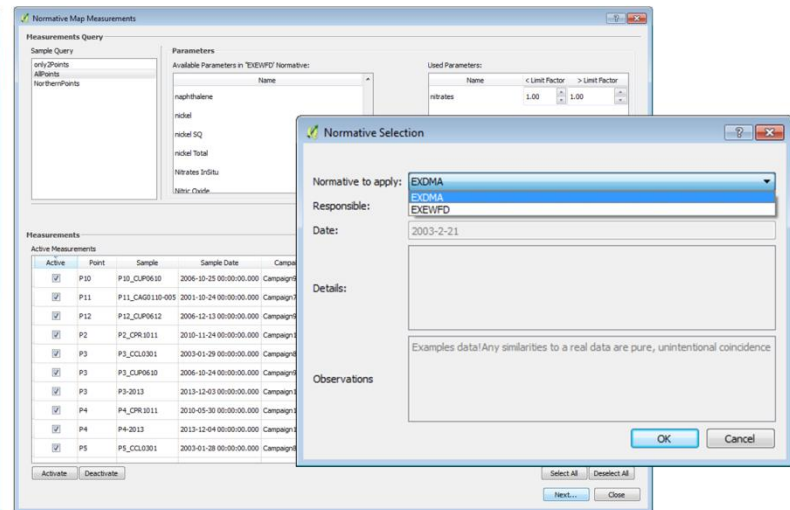 Normative Map Measurements
Measurements Query
Sample Query
only2Points
AllPoints
NorthernPoints
Parameters
Available Parameters in "EXEWFD" Normative:
Name
naphthalene
nickel
nickel SQ
nickel Total
Nitrates InSitu
Nitric Oxide
Used Parameters:
Name < Limit Factor > Limit Factor
nitrates 1.00 1.00
Measurements
Active Measurements
Active Point Sample Sample Date
P10 P10_CUP0610 2006-10-25 00:00:00.000
P11 P11_CAG0110-005 2001-10-24 00:00:00.000
P12 P12_CUP0612 2006-12-13 00:00:00.000
P2 P2_CPR1011 2010-11-24 00:00:00.000
P3 P3_CCL0301 2003-01-29 00:00:00.000
P3 P3_CUP0610 2006-10-24 00:00:00.000
P3 P3-2013 2013-12-03 00:00:00.000
P4 P4_CPR1011 2010-05-30 00:00:00.000
P4 P4-2013 2013-12-04 00:00:00.000
P5 P5_CCL0301 2003-01-28 00:00:00.000
Activate Deactivate
Select All Deselect All
Next... Close
Normative Selection
Normative to apply: EXDMA
EXDMA
EXEWFD
Responsible:
Date: 2003-2-21
Details:
Observations
Examples data!Any similarities to a real data are pure, unintentional coincidence
OK Cancel